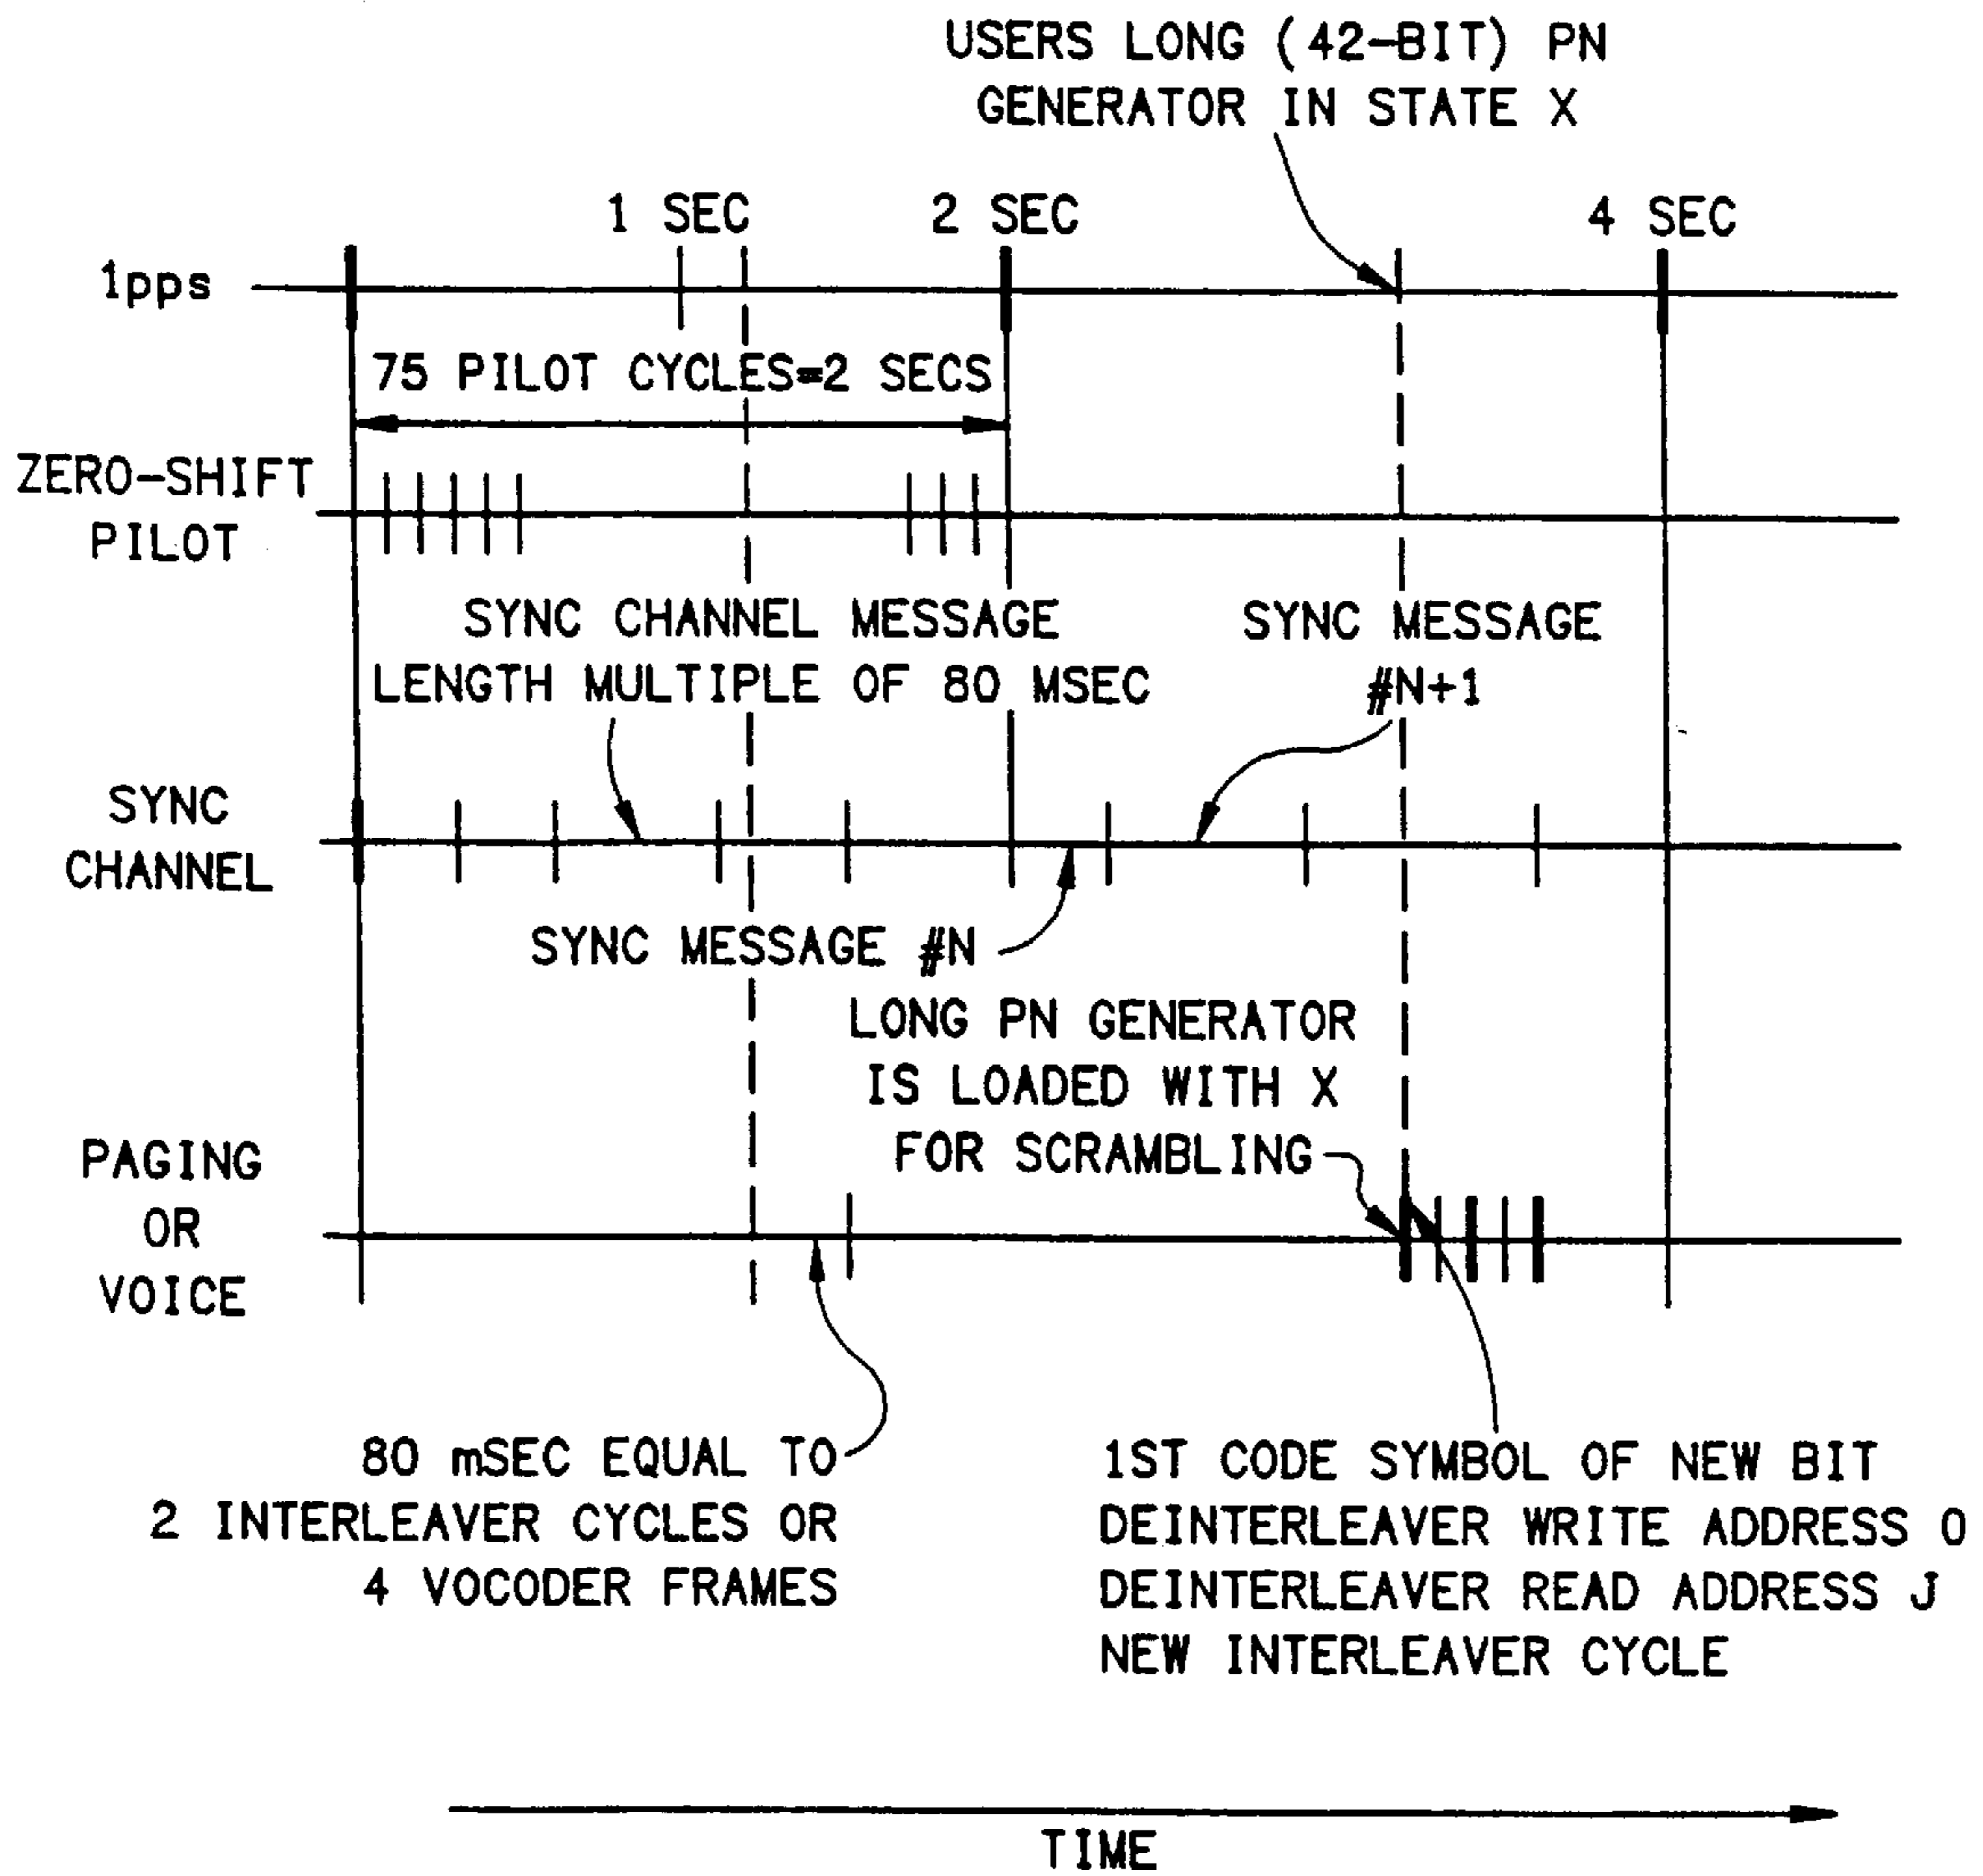 USERS LONG (42-BIT) PN
GENERATOR IN STATE X
1 SEC
2 SEC
4 SEC
1pps
75 PILOT CYCLES=2 SECS
ZERO-SHIFT
PILOT
SYNC CHANNEL MESSAGE
LENGTH MULTIPLE OF 80 MSEC
SYNC MESSAGE
#N+1
SYNC
CHANNEL
SYNC MESSAGE #N
LONG PN GENERATOR
IS LOADED WITH X
FOR SCRAMBLING
PAGING
OR
VOICE
80 mSEC EQUAL TO
2 INTERLEAVER CYCLES OR
4 VOCODER FRAMES
1ST CODE SYMBOL OF NEW BIT
DEINTERLEAVER WRITE ADDRESS 0
DEINTERLEAVER READ ADDRESS J
NEW INTERLEAVER CYCLE
TIME